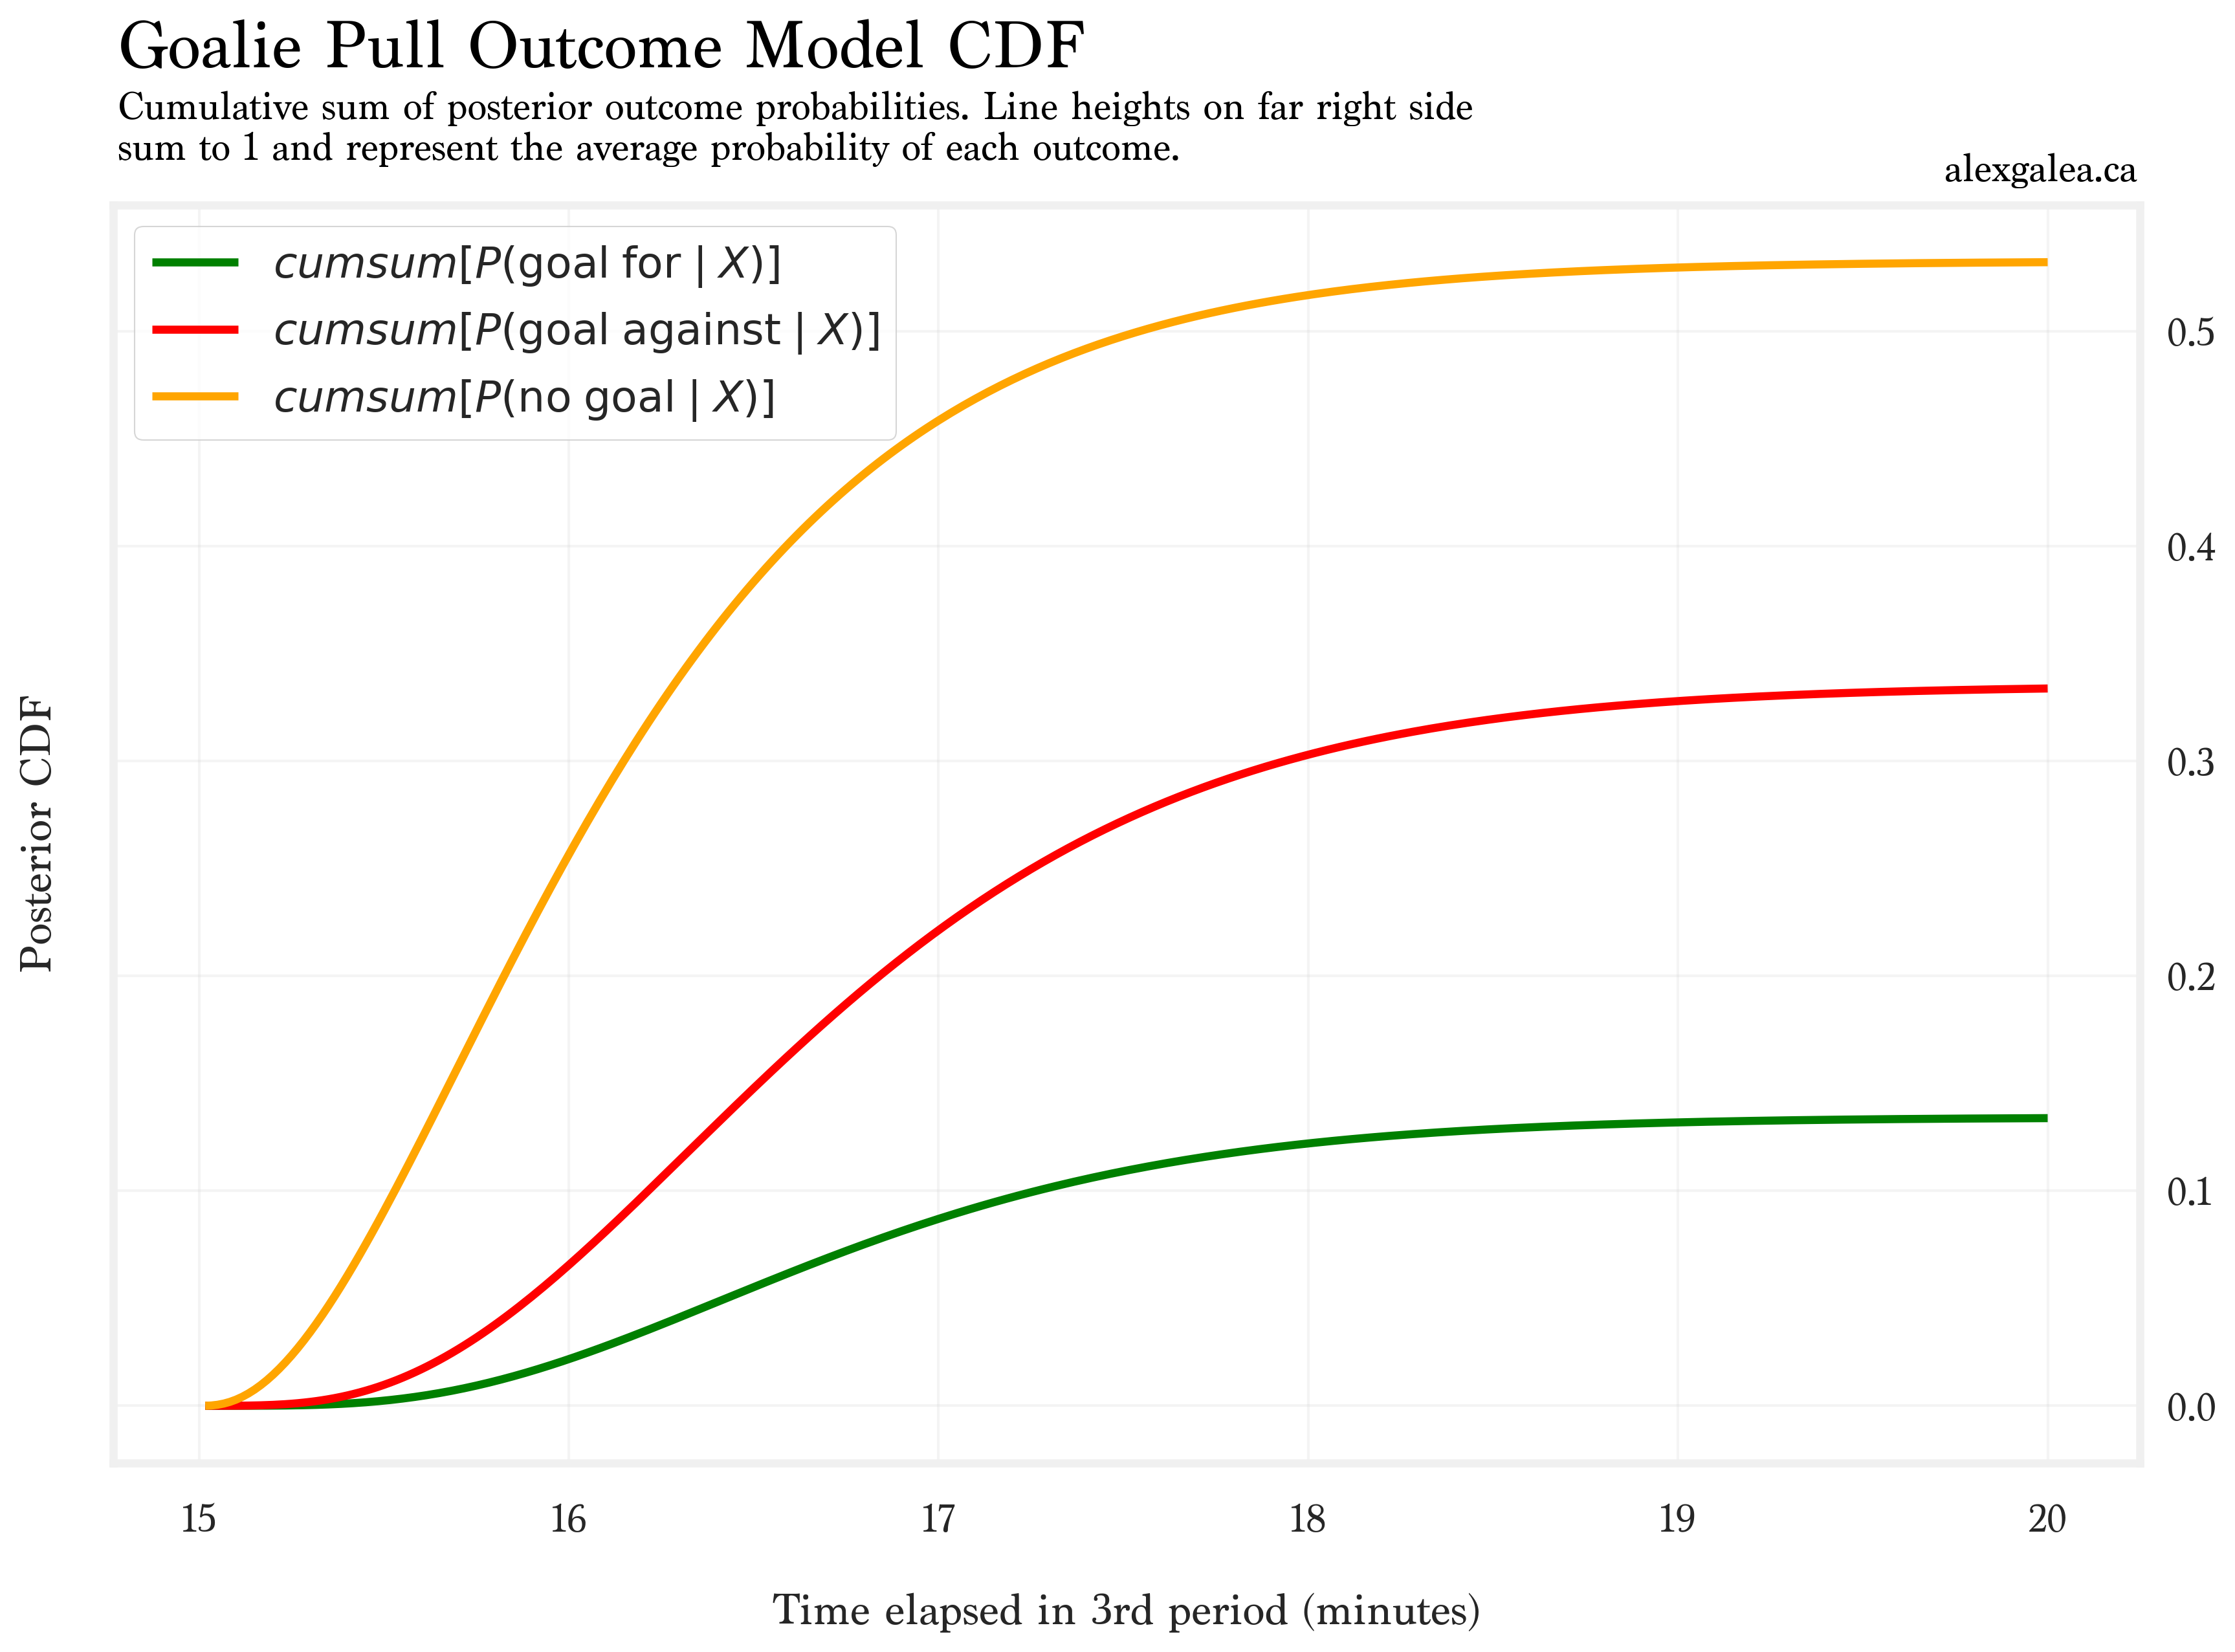 Goalie Pull Outcome Model CDF
Cumulative sum of posterior outcome probabilities. Line heights on far right side
sum to 1 and represent the average probability of each outcome.
alexgalea.ca
cumsum[P(goal for | X)]
cumsum[P(goal against | X)]
cumsum[P(no goal | X)]
0.5
0.4
0.3
0.2
0.1
0.0
Posterior CDF
15 16 17 18 19 20
Time elapsed in 3rd period (minutes)